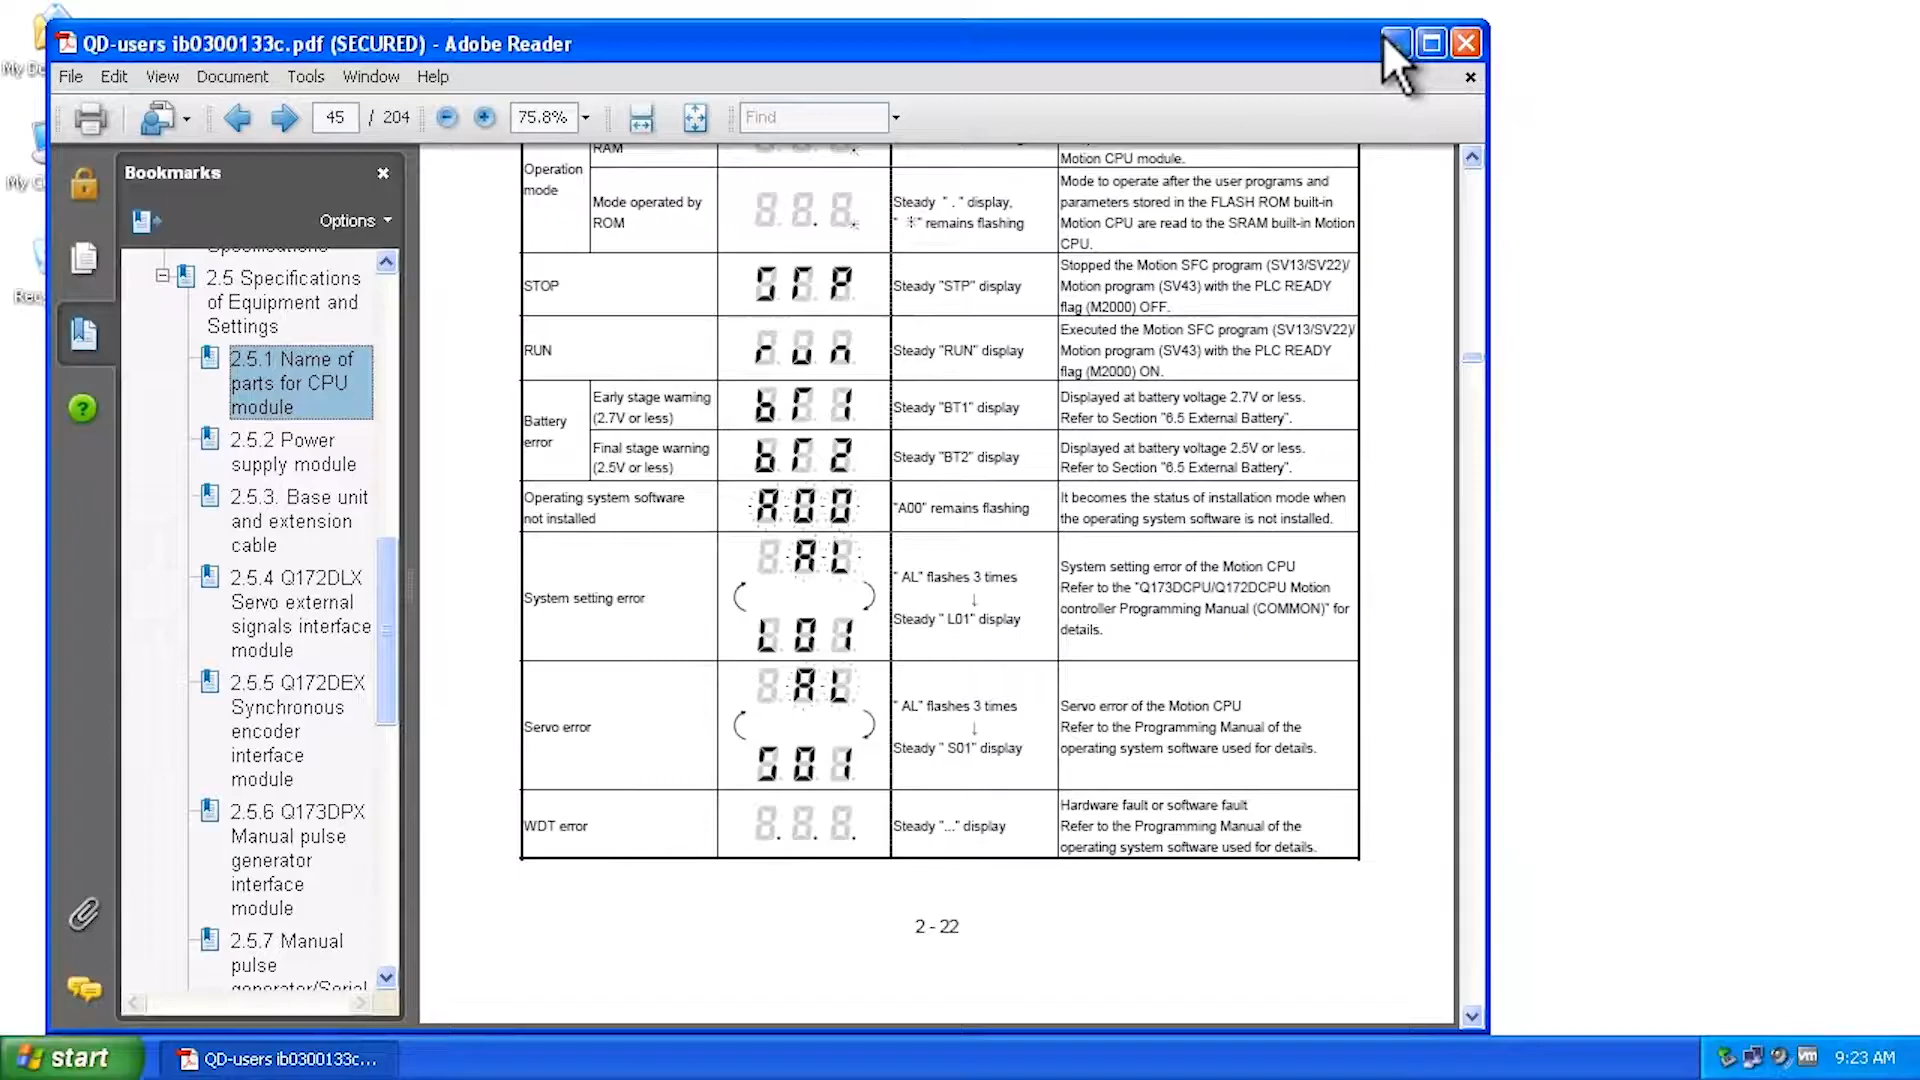 QD-users ib0300133c.pdf (SECURED) - Adobe Reader
File Edit View Document Tools Window Help
45 / 204 75.8% Find
Bookmarks
Options
Specifications
2.5 Specifications
of Equipment and
Settings
2.5.1 Name of
parts for CPU
module
2.5.2 Power
supply module
2.5.3. Base unit
and extension
cable
2.5.4 Q172DLX
Servo external
signals interface
module
2.5.5 Q172DEX
Synchronous
encoder
interface
module
2.5.6 Q173DPX
Manual pulse
generator
interface
module
2.5.7 Manual
pulse
generator/Serial
Operation
mode
RAM
Motion CPU module.
Mode operated by
ROM
Steady " . " display,
" ✳" remains flashing
Mode to operate after the user programs and
parameters stored in the FLASH ROM built-in
Motion CPU are read to the SRAM built-in Motion
CPU.
STOP
STP
Steady "STP" display
Stopped the Motion SFC program (SV13/SV22)/
Motion program (SV43) with the PLC READY
flag (M2000) OFF.
RUN
run
Steady "RUN" display
Executed the Motion SFC program (SV13/SV22)/
Motion program (SV43) with the PLC READY
flag (M2000) ON.
Battery
error
Early stage warning
(2.7V or less)
bT1
Steady "BT1" display
Displayed at battery voltage 2.7V or less.
Refer to Section "6.5 External Battery".
Final stage warning
(2.5V or less)
bT2
Steady "BT2" display
Displayed at battery voltage 2.5V or less.
Refer to Section "6.5 External Battery".
Operating system software
not installed
A00
"A00" remains flashing
It becomes the status of installation mode when
the operating system software is not installed.
System setting error
AL
L01
" AL" flashes 3 times
↓
Steady " L01" display
System setting error of the Motion CPU
Refer to the "Q173DCPU/Q172DCPU Motion
controller Programming Manual (COMMON)" for
details.
Servo error
AL
S01
" AL" flashes 3 times
↓
Steady " S01" display
Servo error of the Motion CPU
Refer to the Programming Manual of the
operating system software used for details.
WDT error
...
Steady "..." display
Hardware fault or software fault
Refer to the Programming Manual of the
operating system software used for details.
2 - 22
start
QD-users ib0300133c...
9:23 AM